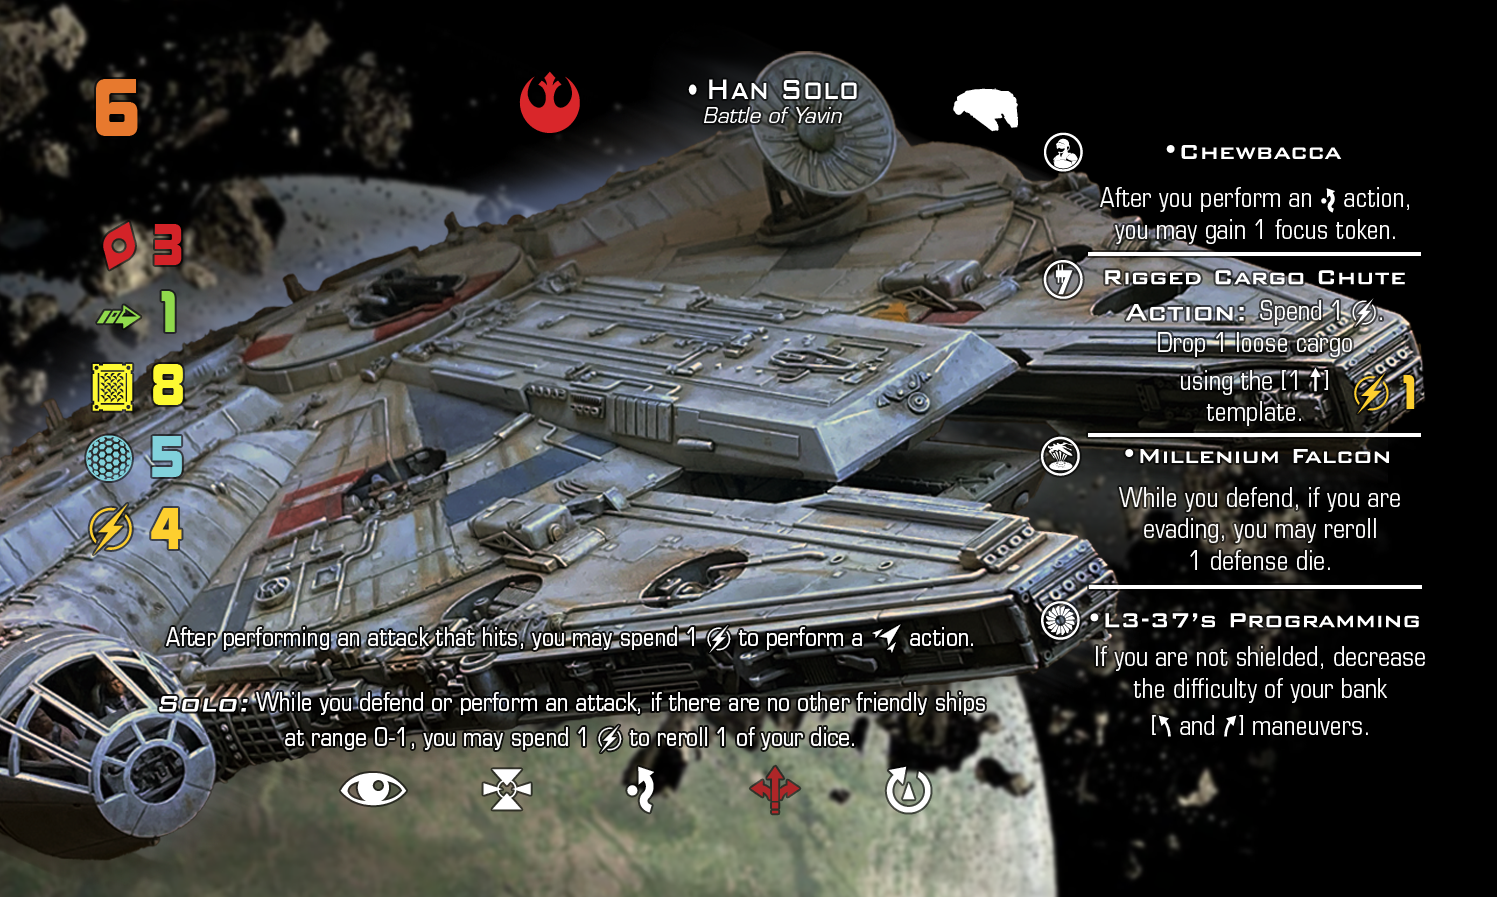 6
• Han Solo
Battle of Yavin
3
1
8
5
4
After performing an attack that hits, you may spend 1 to perform a action.
Solo: While you defend or perform an attack, if there are no other friendly ships
at range 0-1, you may spend 1 to reroll 1 of your dice.
•Chewbacca
After you perform an action,
you may gain 1 focus token.
Rigged Cargo Chute
Action: Spend 1 .
Drop 1 loose cargo
using the [1 ]
template.
1
•Millenium Falcon
While you defend, if you are
evading, you may reroll
1 defense die.
•L3-37's Programming
If you are not shielded, decrease
the difficulty of your bank
[ and ] maneuvers.